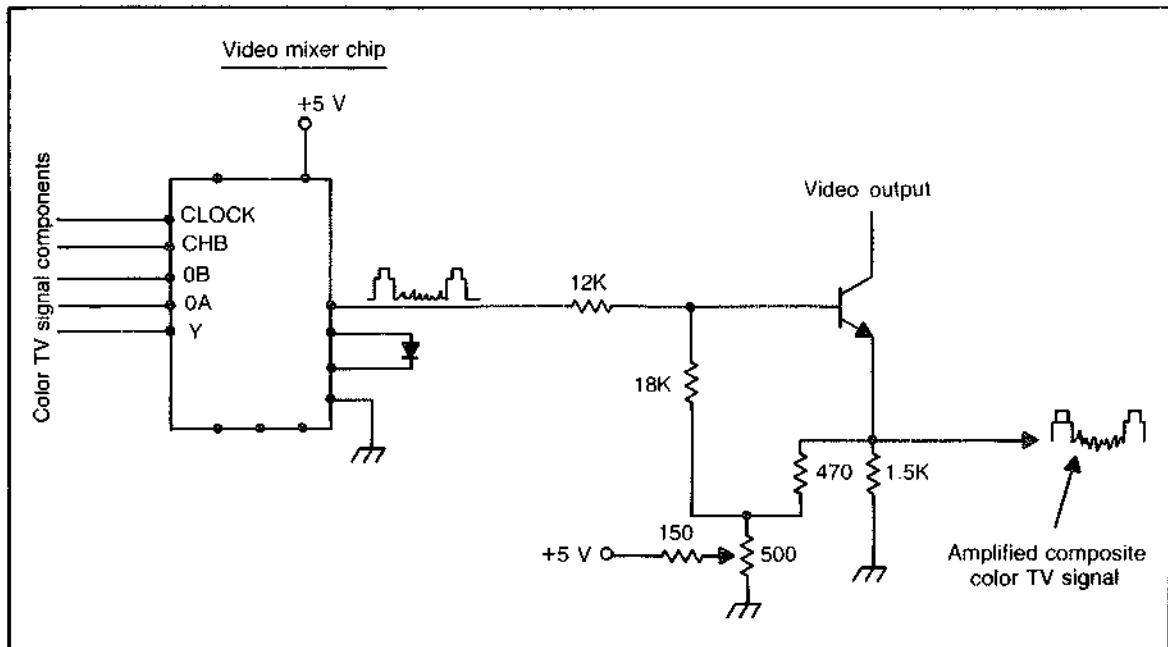 Video mixer chip
+5 V
Color TV signal components
CLOCK
CHB
0B
0A
Y
12K
Video output
18K
470
1.5K
150
+5 V
500
Amplified composite
color TV signal